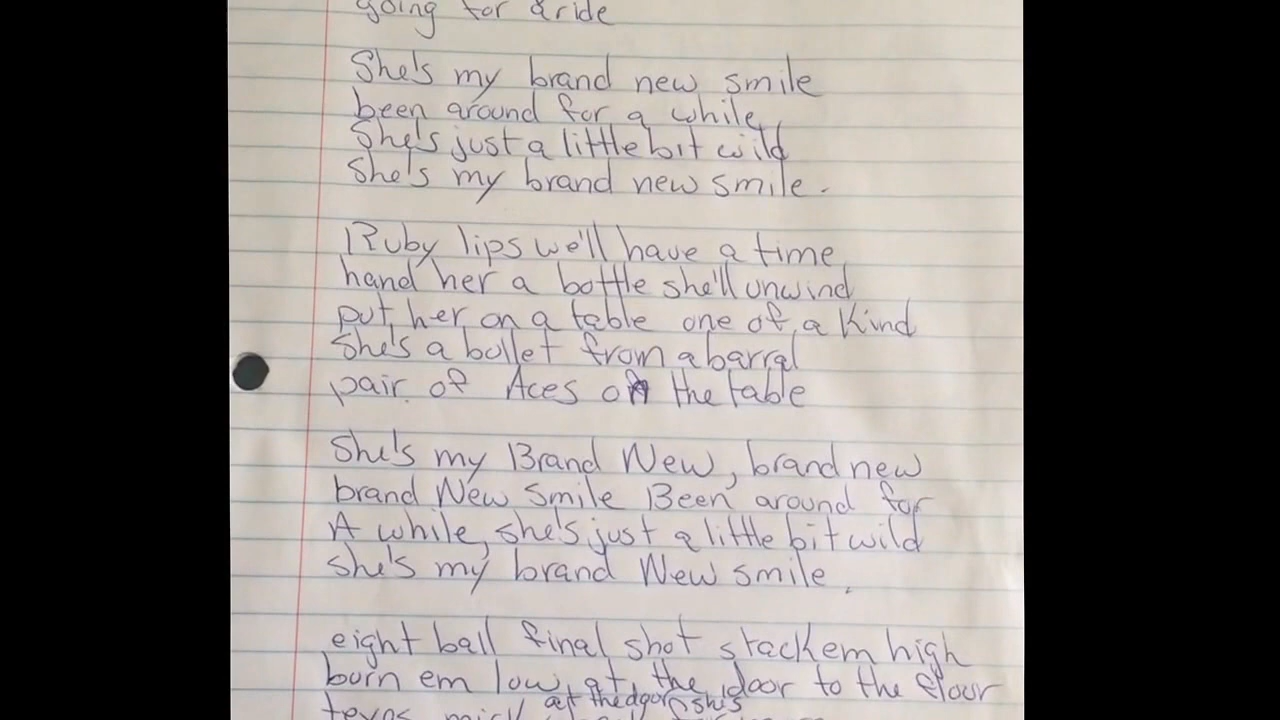 going for a ride
She's my brand new smile
been around for a while
She's just a little bit wild
She's my brand new smile.
Ruby lips we'll have a time
hand her a bottle she'll unwind
put her on a table one of a kind
She's a bullet from a barral
pair of Aces on the table
She's my Brand New, brand new
brand New Smile Been around for
A while, she's just a little bit wild
she's my brand New smile,
eight ball final shot stack em high
burn em low at the door to the floor
at the door she's